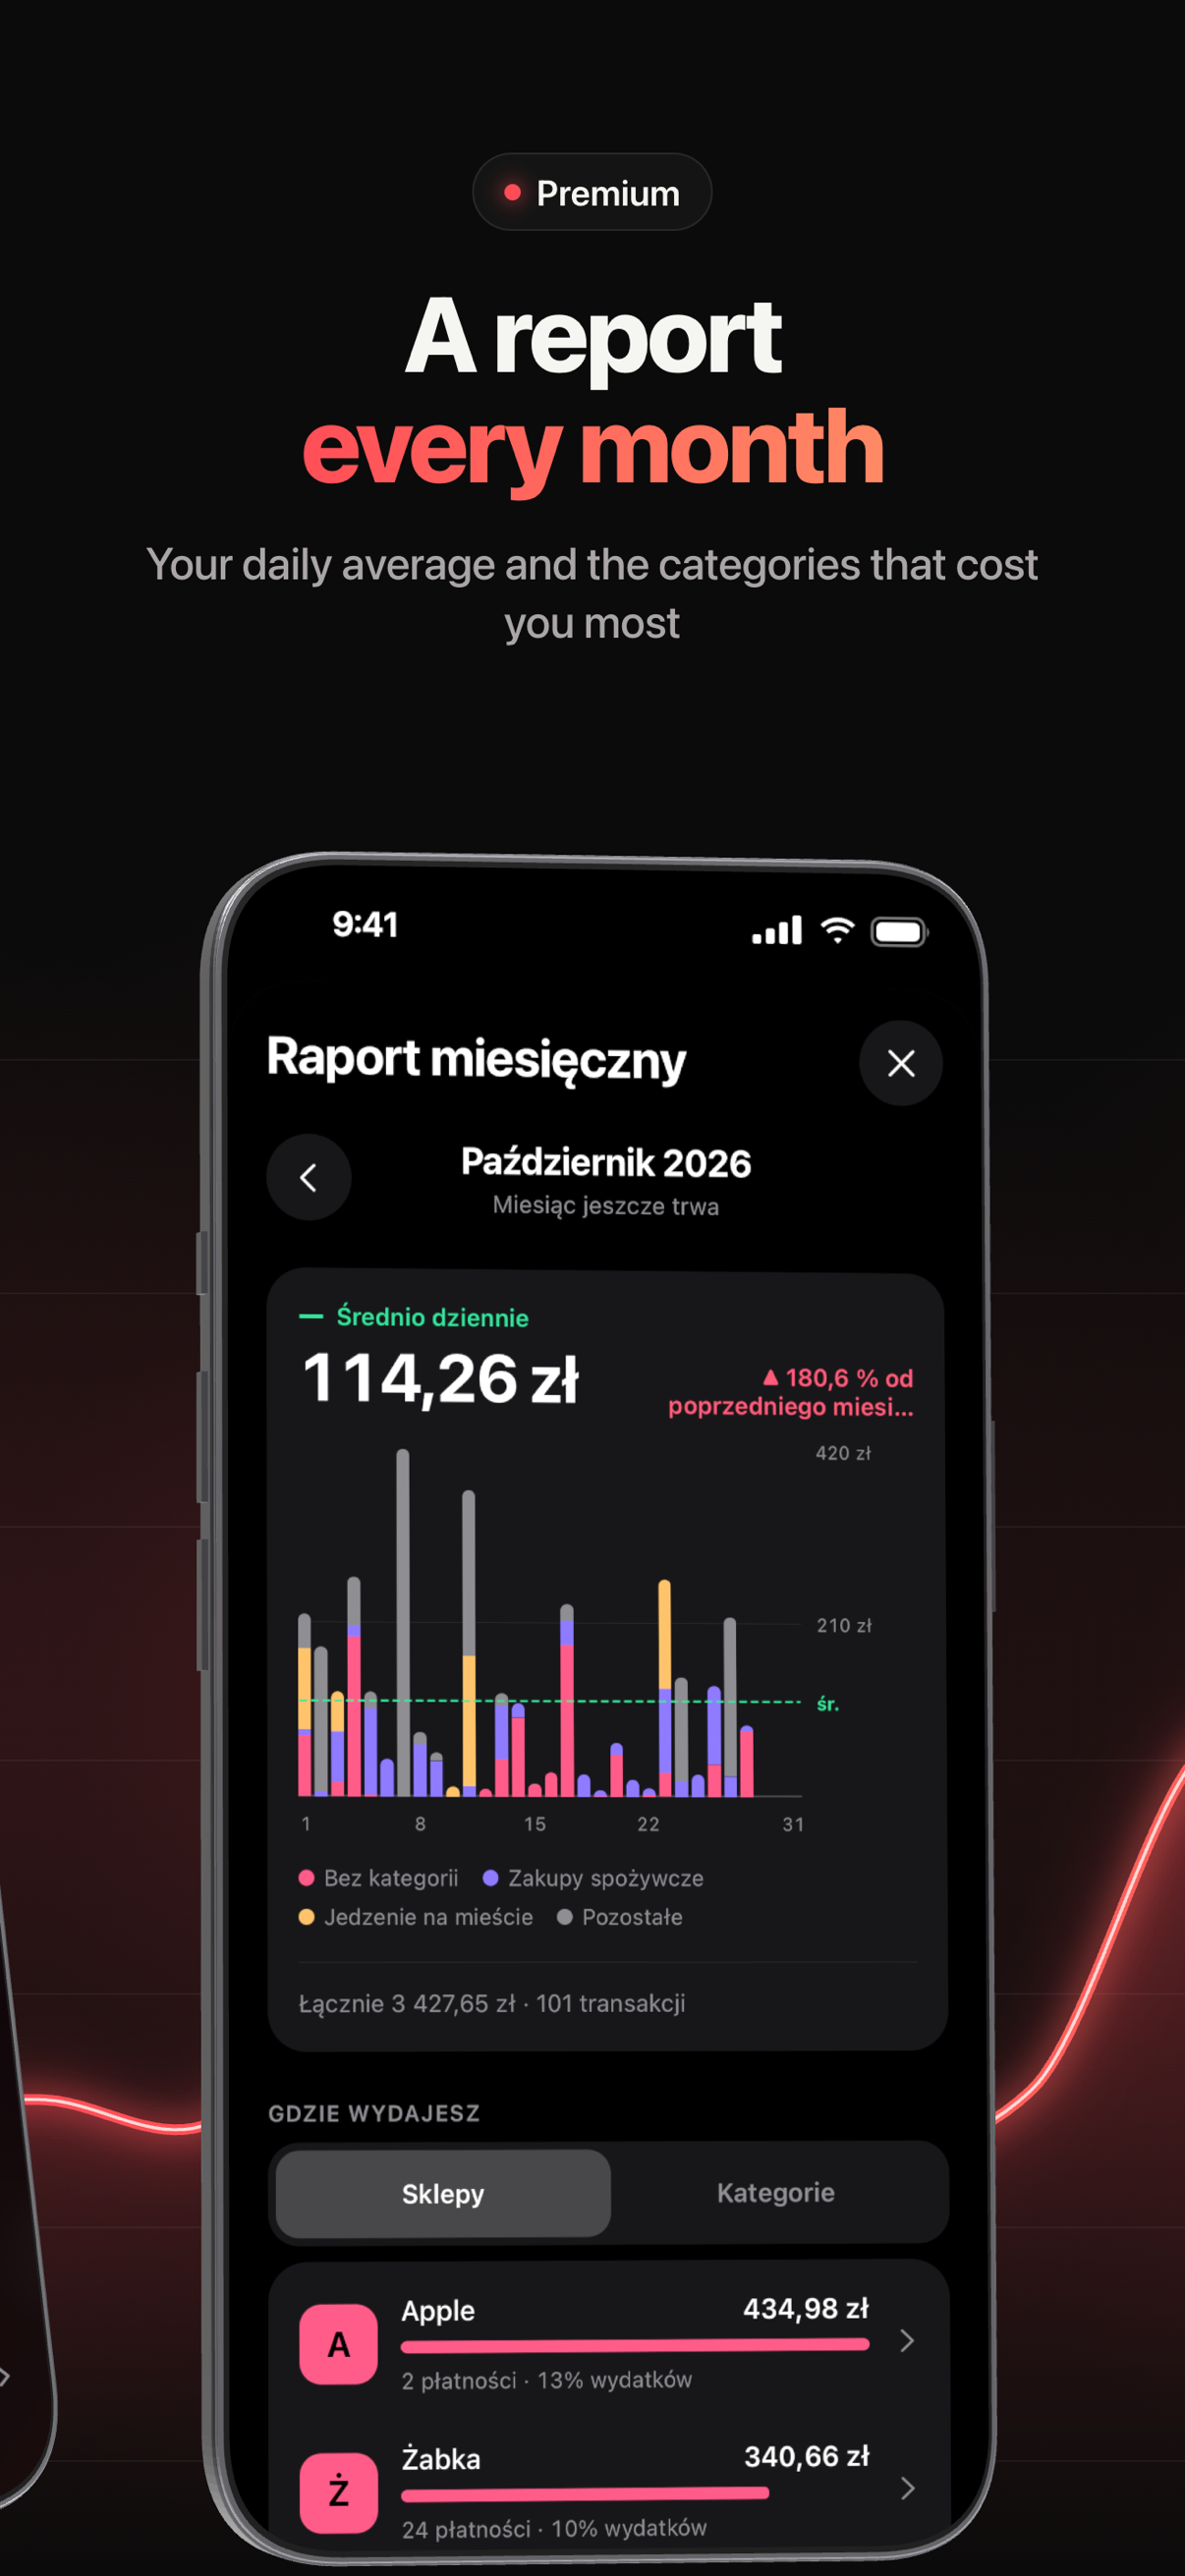 Premium
A report
every month
Your daily average and the categories that cost
you most
9:41
Raport miesięczny
Październik 2026
Miesiąc jeszcze trwa
Średnio dziennie
114,26 zł
▲ 180,6 % od
poprzedniego miesi...
420 zł
210 zł
śr.
1 8 15 22 31
Bez kategorii Zakupy spożywcze
Jedzenie na mieście Pozostałe
Łącznie 3 427,65 zł · 101 transakcji
GDZIE WYDAJESZ
Sklepy Kategorie
A
Apple 434,98 zł
2 płatności · 13% wydatków
Ż
Żabka 340,66 zł
24 płatności · 10% wydatków